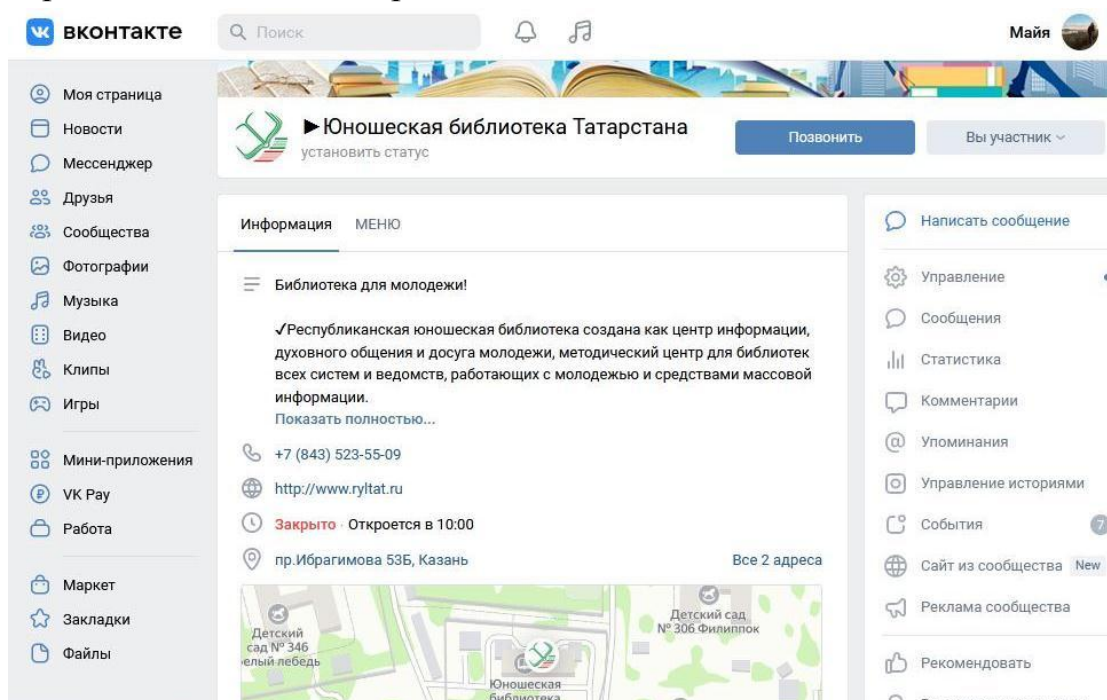 вконтакте
Поиск
Майя
Моя страница
Новости
Мессенджер
Друзья
Сообщества
Фотографии
Музыка
Видео
Клипы
Игры
Мини-приложения
VK Pay
Работа
Маркет
Закладки
Файлы
►Юношеская библиотека Татарстана
установить статус
Позвонить
Вы участник
Информация МЕНЮ
Библиотека для молодежи!
✓Республиканская юношеская библиотека создана как центр информации,
духовного общения и досуга молодежи, методический центр для библиотек
всех систем и ведомств, работающих с молодежью и средствами массовой
информации.
Показать полностью...
+7 (843) 523-55-09
http://www.ryltat.ru
Закрыто · Откроется в 10:00
пр.Ибрагимова 53Б, Казань
Все 2 адреса
Детский
сад № 346
елый лебедь
Детский сад
№ 306 Филиппок
Юношеская
библиотека
Написать сообщение
Управление
Сообщения
Статистика
Комментарии
Упоминания
Управление историями
События 7
Сайт из сообщества New
Реклама сообщества
Рекомендовать